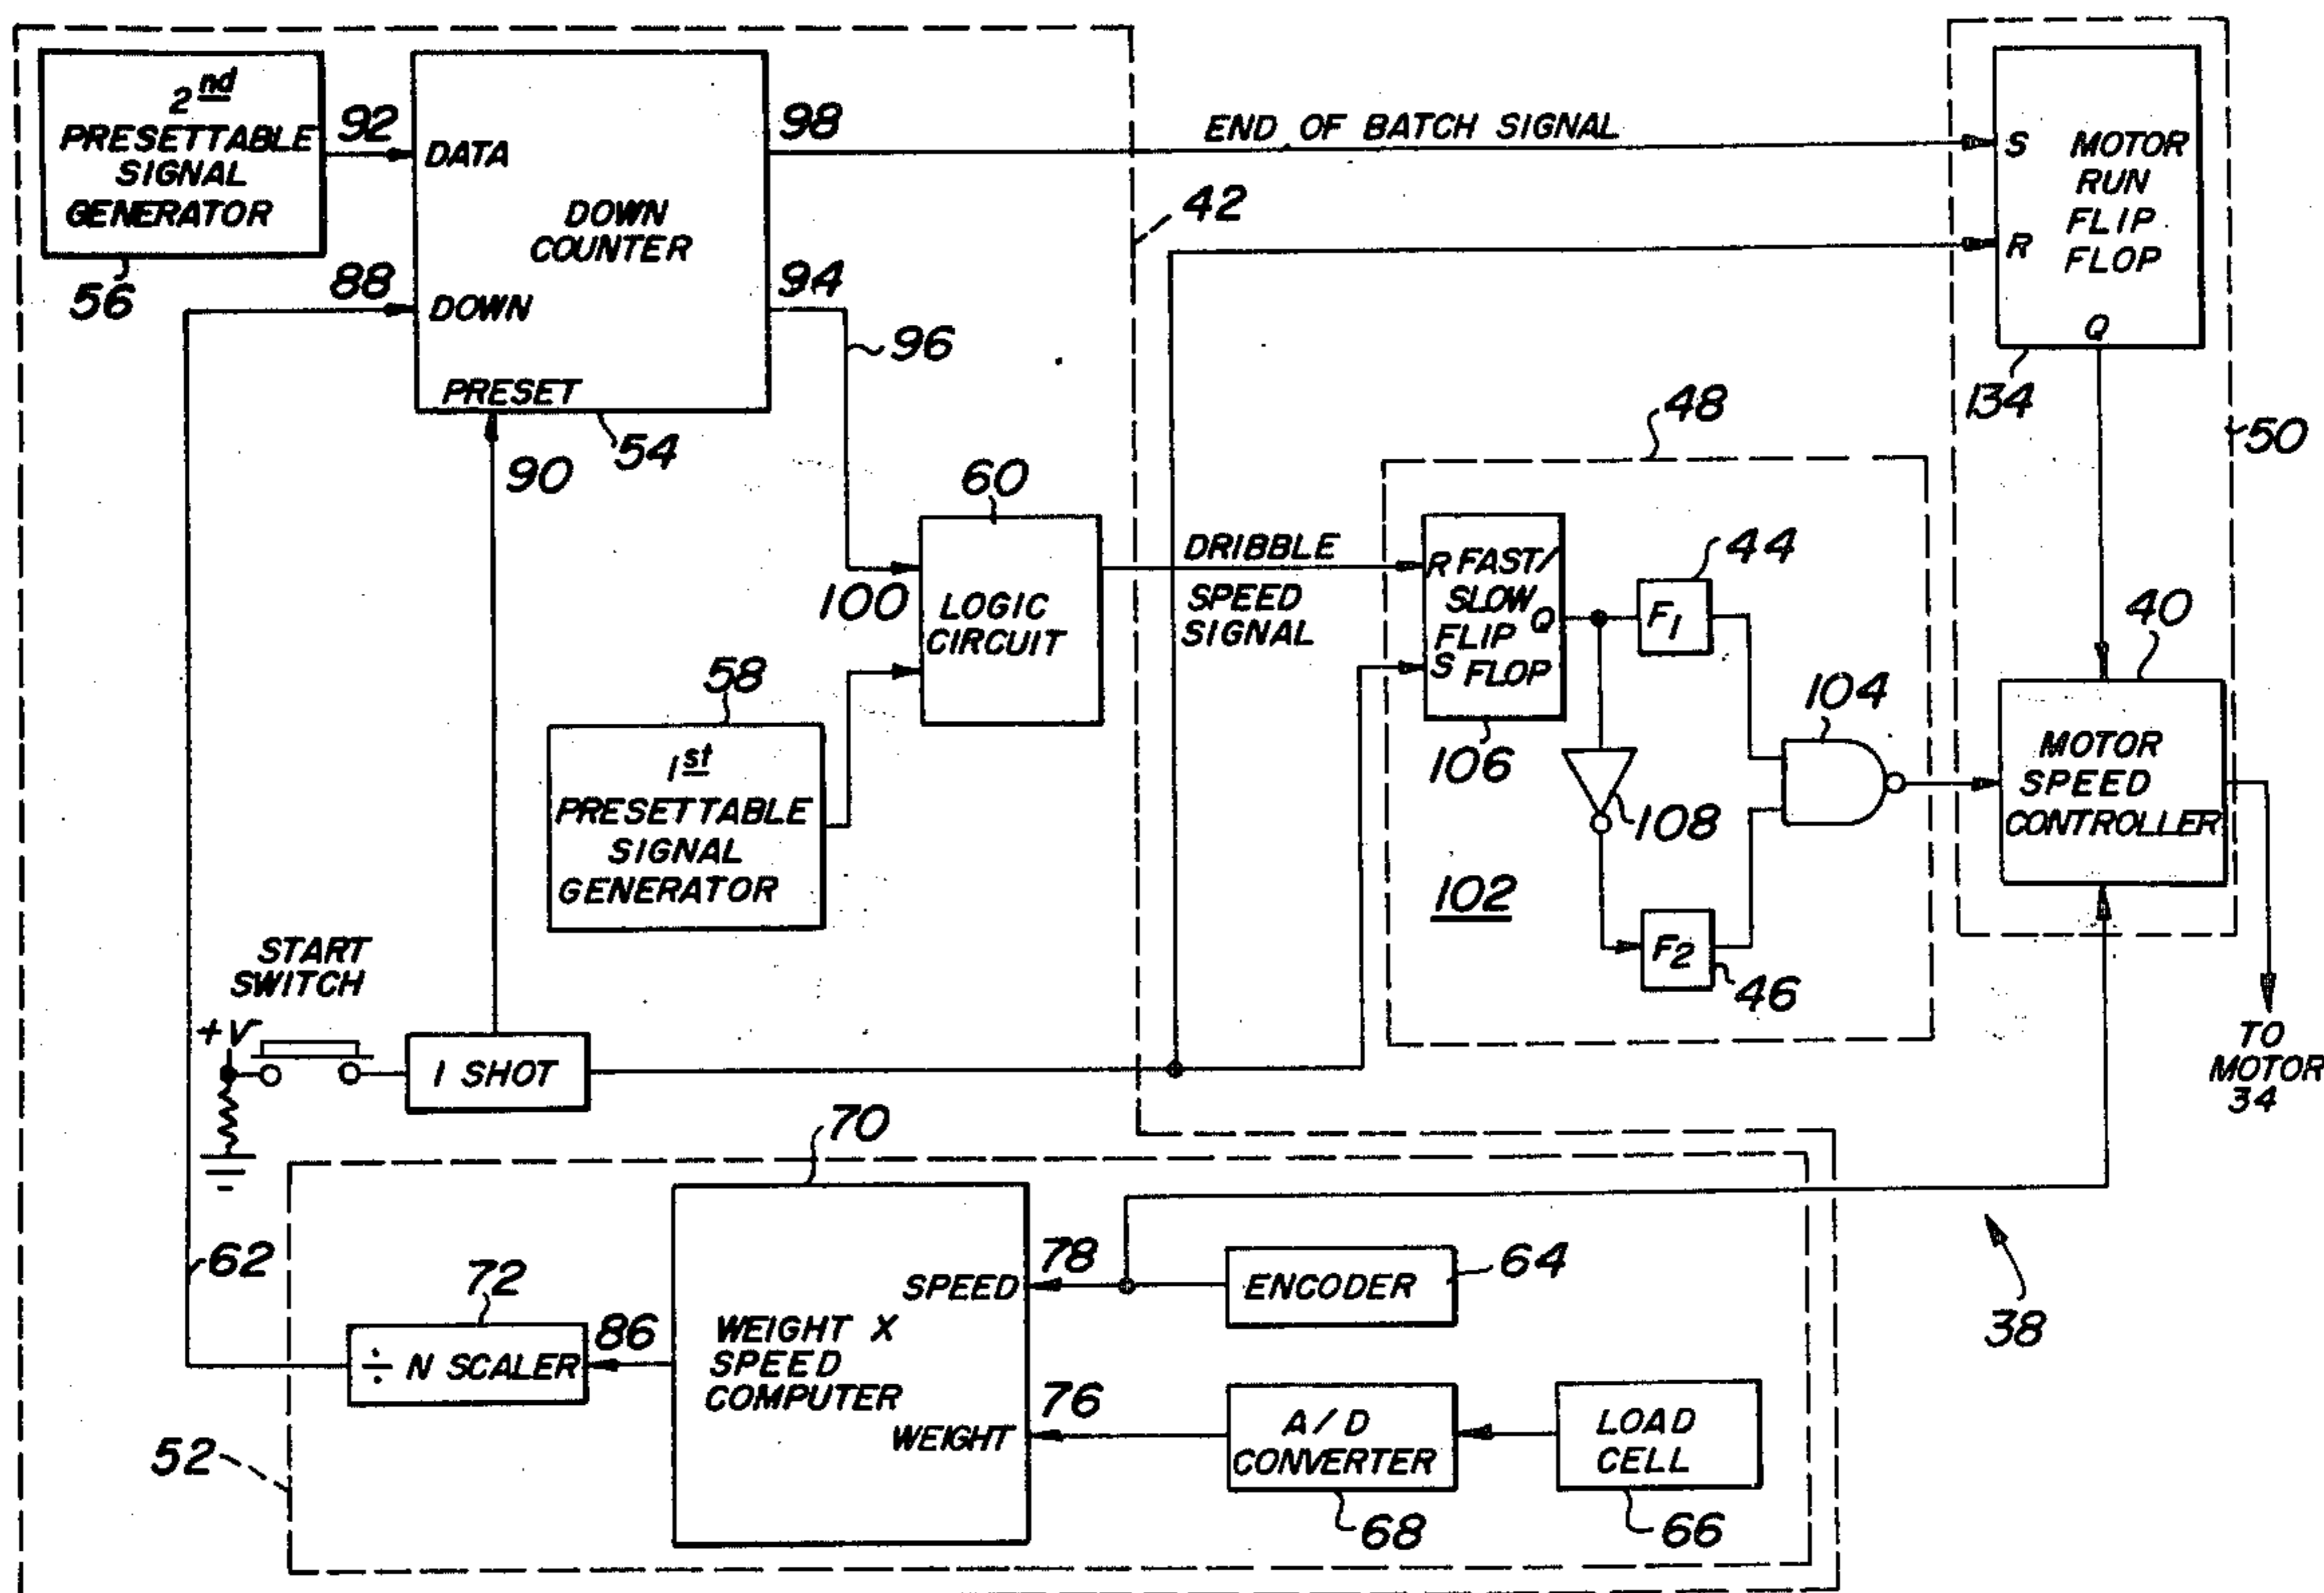 2nd
PRESETTABLE
SIGNAL
GENERATOR
56
92
88
DATA
DOWN
COUNTER
DOWN
PRESET
54
90
98
94
96
END OF BATCH SIGNAL
42
S
R
MOTOR
RUN
FLIP
FLOP
Q
134
50
60
100
LOGIC
CIRCUIT
58
1st
PRESETTABLE
SIGNAL
GENERATOR
DRIBBLE
SPEED
SIGNAL
48
R FAST/
SLOW Q
FLIP
S FLOP
106
44
F1
108
104
102
F2
46
40
MOTOR
SPEED
CONTROLLER
TO
MOTOR
34
START
SWITCH
+V
1 SHOT
62
52
72
÷ N SCALER
86
70
WEIGHT X
SPEED
COMPUTER
SPEED
WEIGHT
78
76
ENCODER
64
A/D
CONVERTER
68
LOAD
CELL
66
38